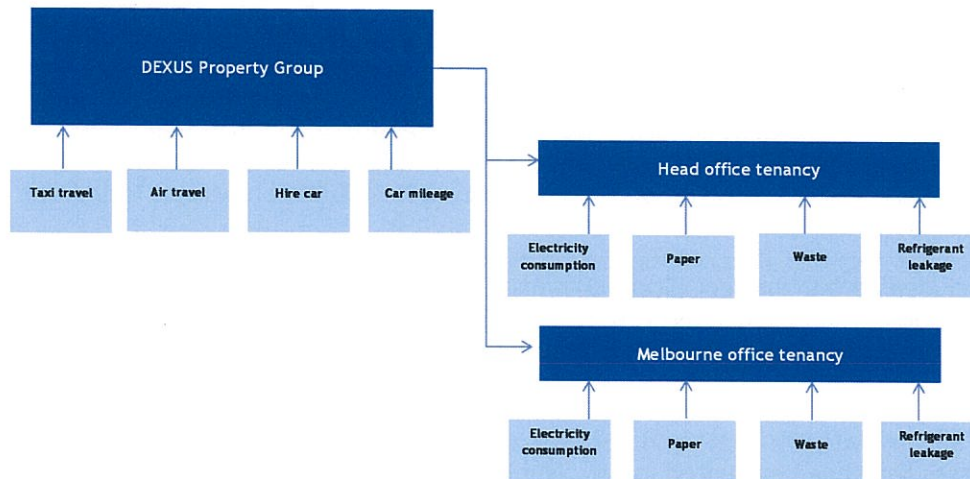 DEXUS Property Group
Taxi travel
Air travel
Hire car
Car mileage
Head office tenancy
Electricity
consumption
Paper
Waste
Refrigerant
leakage
Melbourne office tenancy
Electricity
consumption
Paper
Waste
Refrigerant
leakage